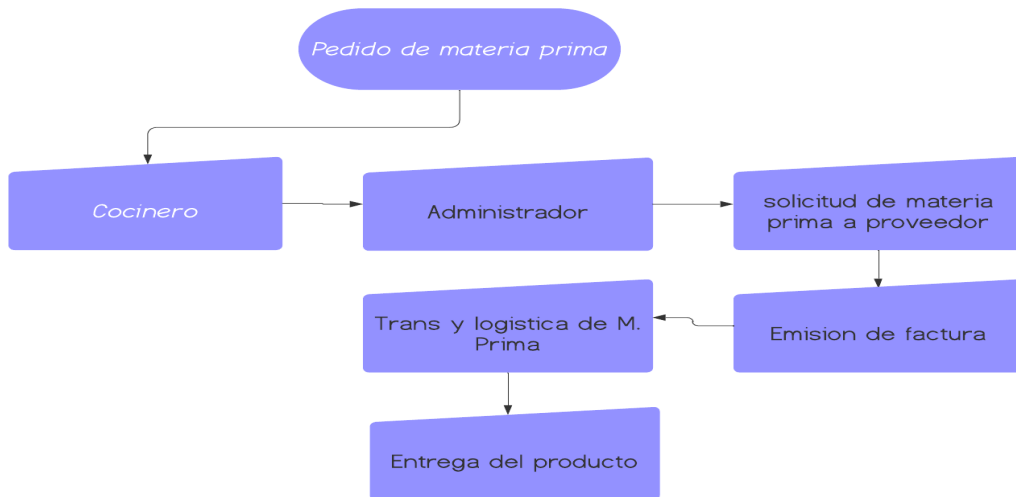 Pedido de materia prima
Cocinero
Administrador
solicitud de materia
prima a proveedor
Trans y logistica de M.
Prima
Emision de factura
Entrega del producto